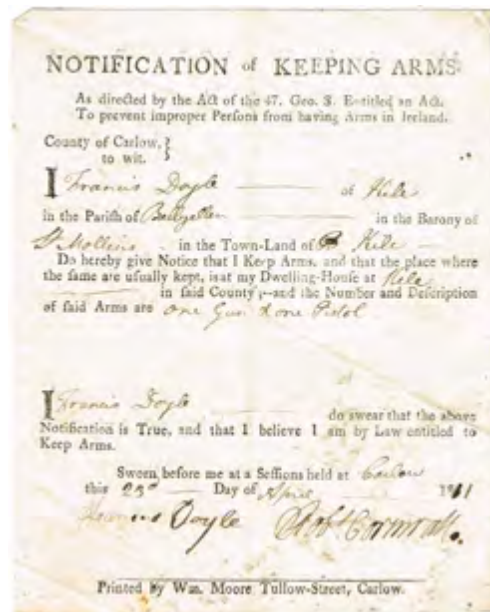 NOTIFICATION of KEEPING ARMS.
As directed by the Act of the 47. Geo. 3. Entitled an Act.
To prevent improper Persons from having Arms in Ireland.
County of Carlow,
to wit. }
I Francis Doyle of Kile
in the Parish of in the Barony of
St Mollins in the Town-Land of Kile
Do hereby give Notice that I Keep Arms, and that the place where
the same are usually kept, is at my Dwelling-House at Kile
in said County;—and the Number and Description
of said Arms are one Gun & one Pistol
I Francis Doyle do swear that the above
Notification is True, and that I believe I am by Law entitled to
Keep Arms.
Sworn before me at a Sessions held at Carlow
this 23d Day of April 1811
Francis Doyle Robt Cornwall.
Printed by Wm. Moore Tullow-Street, Carlow.